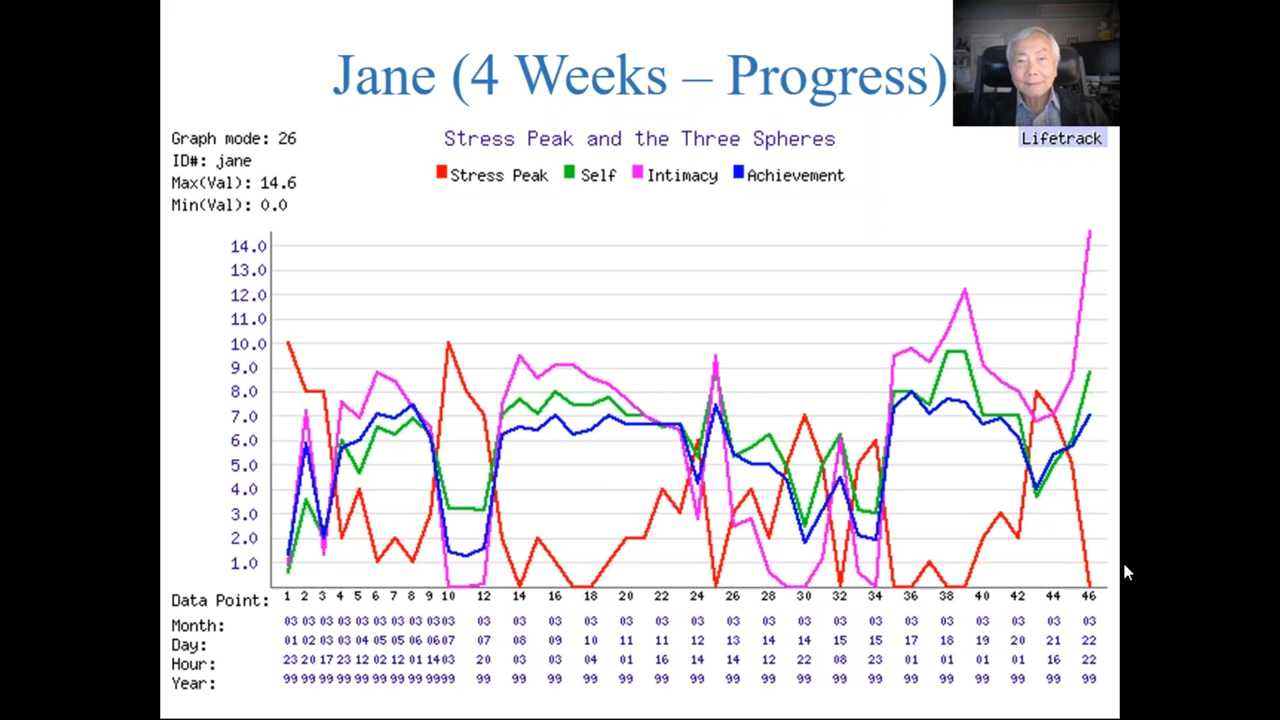 Jane (4 Weeks – Progress)
Graph mode: 26
Stress Peak and the Three Spheres
Lifetrack
ID#: jane
Stress Peak Self Intimacy Achievement
Max(Val): 14.6
Min(Val): 0.0
14.0
13.0
12.0
11.0
10.0
9.0
8.0
7.0
6.0
5.0
4.0
3.0
2.0
1.0
Data Point: 1 2 3 4 5 6 7 8 9 10 12 14 16 18 20 22 24 26 28 30 32 34 36 38 40 42 44 46
Month: 03 03 03 03 03 03 03 03 03 03 03 03 03 03 03 03 03 03 03 03 03 03 03 03 03 03 03 03
Day: 01 02 03 03 04 05 05 06 06 07 07 08 09 10 11 11 12 13 14 14 15 15 17 18 19 20 21 22
Hour: 23 20 17 23 12 02 12 01 14 03 20 03 03 04 01 16 14 14 12 22 08 23 01 01 01 01 16 22
Year: 99 99 99 99 99 99 99 99 99 99 99 99 99 99 99 99 99 99 99 99 99 99 99 99 99 99 99 99